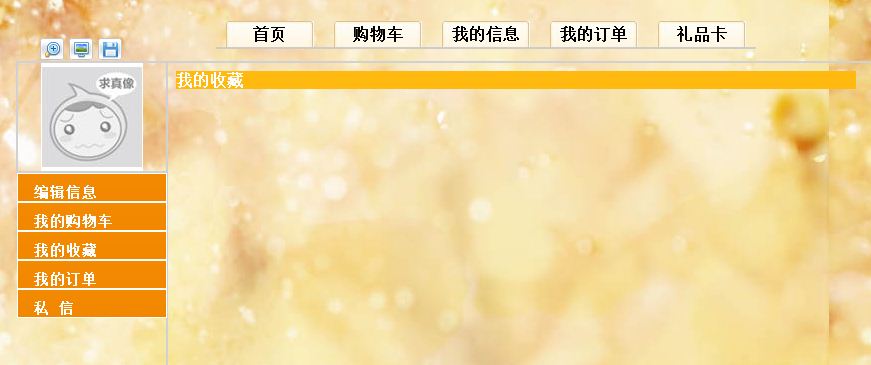 首页
购物车
我的信息
我的订单
礼品卡
求真像
我的收藏
编辑信息
我的购物车
我的收藏
我的订单
私 信